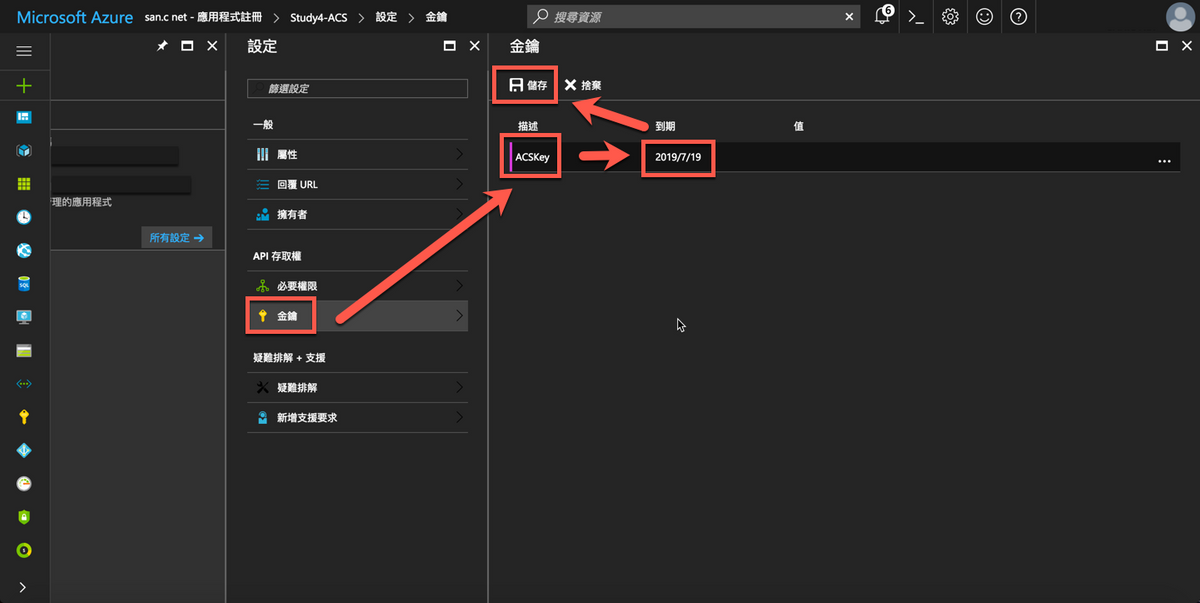 Microsoft Azure
san.c net - 應用程式註冊 > Study4-ACS > 設定 > 金鑰
搜尋資源
6
理的應用程式
所有設定 →
設定
篩選設定
一般
屬性
回覆 URL
擁有者
API 存取權
必要權限
金鑰
疑難排解 + 支援
疑難排解
新增支援要求
金鑰
儲存 捨棄
描述 到期 值
ACSKey 2019/7/19 ...